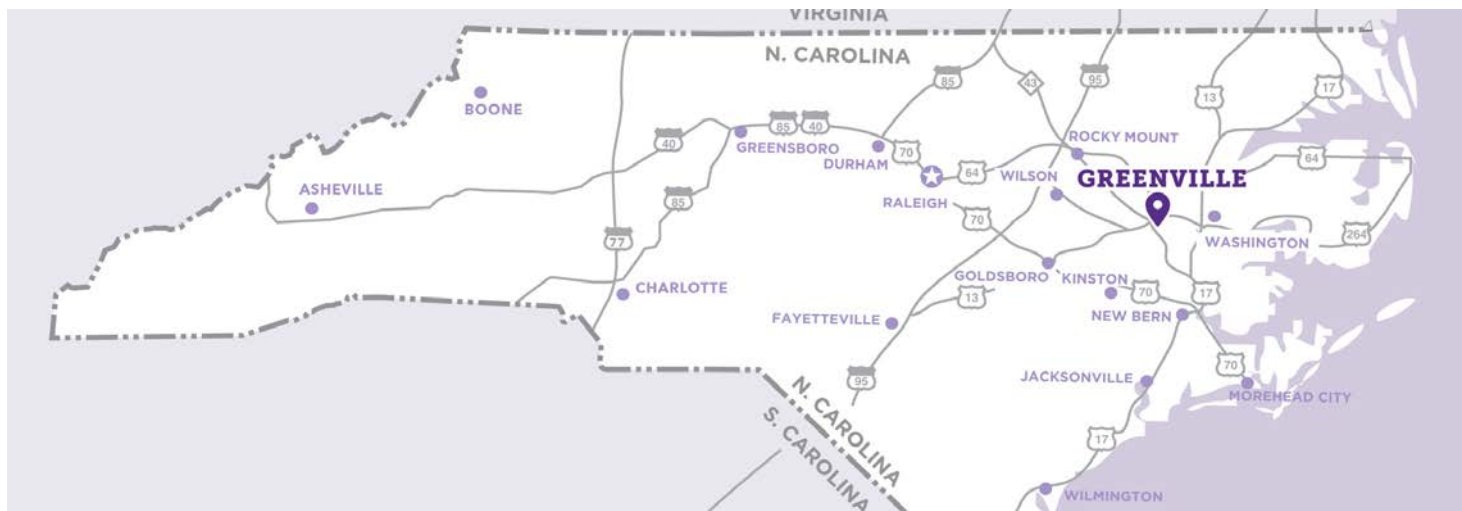 VIRGINIA
N. CAROLINA
BOONE
ASHEVILLE
40
77
85
CHARLOTTE
GREENSBORO
85
40
DURHAM
70
85
RALEIGH
64
43
95
ROCKY MOUNT
WILSON
GREENVILLE
13
17
64
264
WASHINGTON
70
GOLDSBORO
KINSTON
70
17
13
FAYETTEVILLE
NEW BERN
JACKSONVILLE
70
MOREHEAD CITY
95
17
WILMINGTON
N. CAROLINA
S. CAROLINA